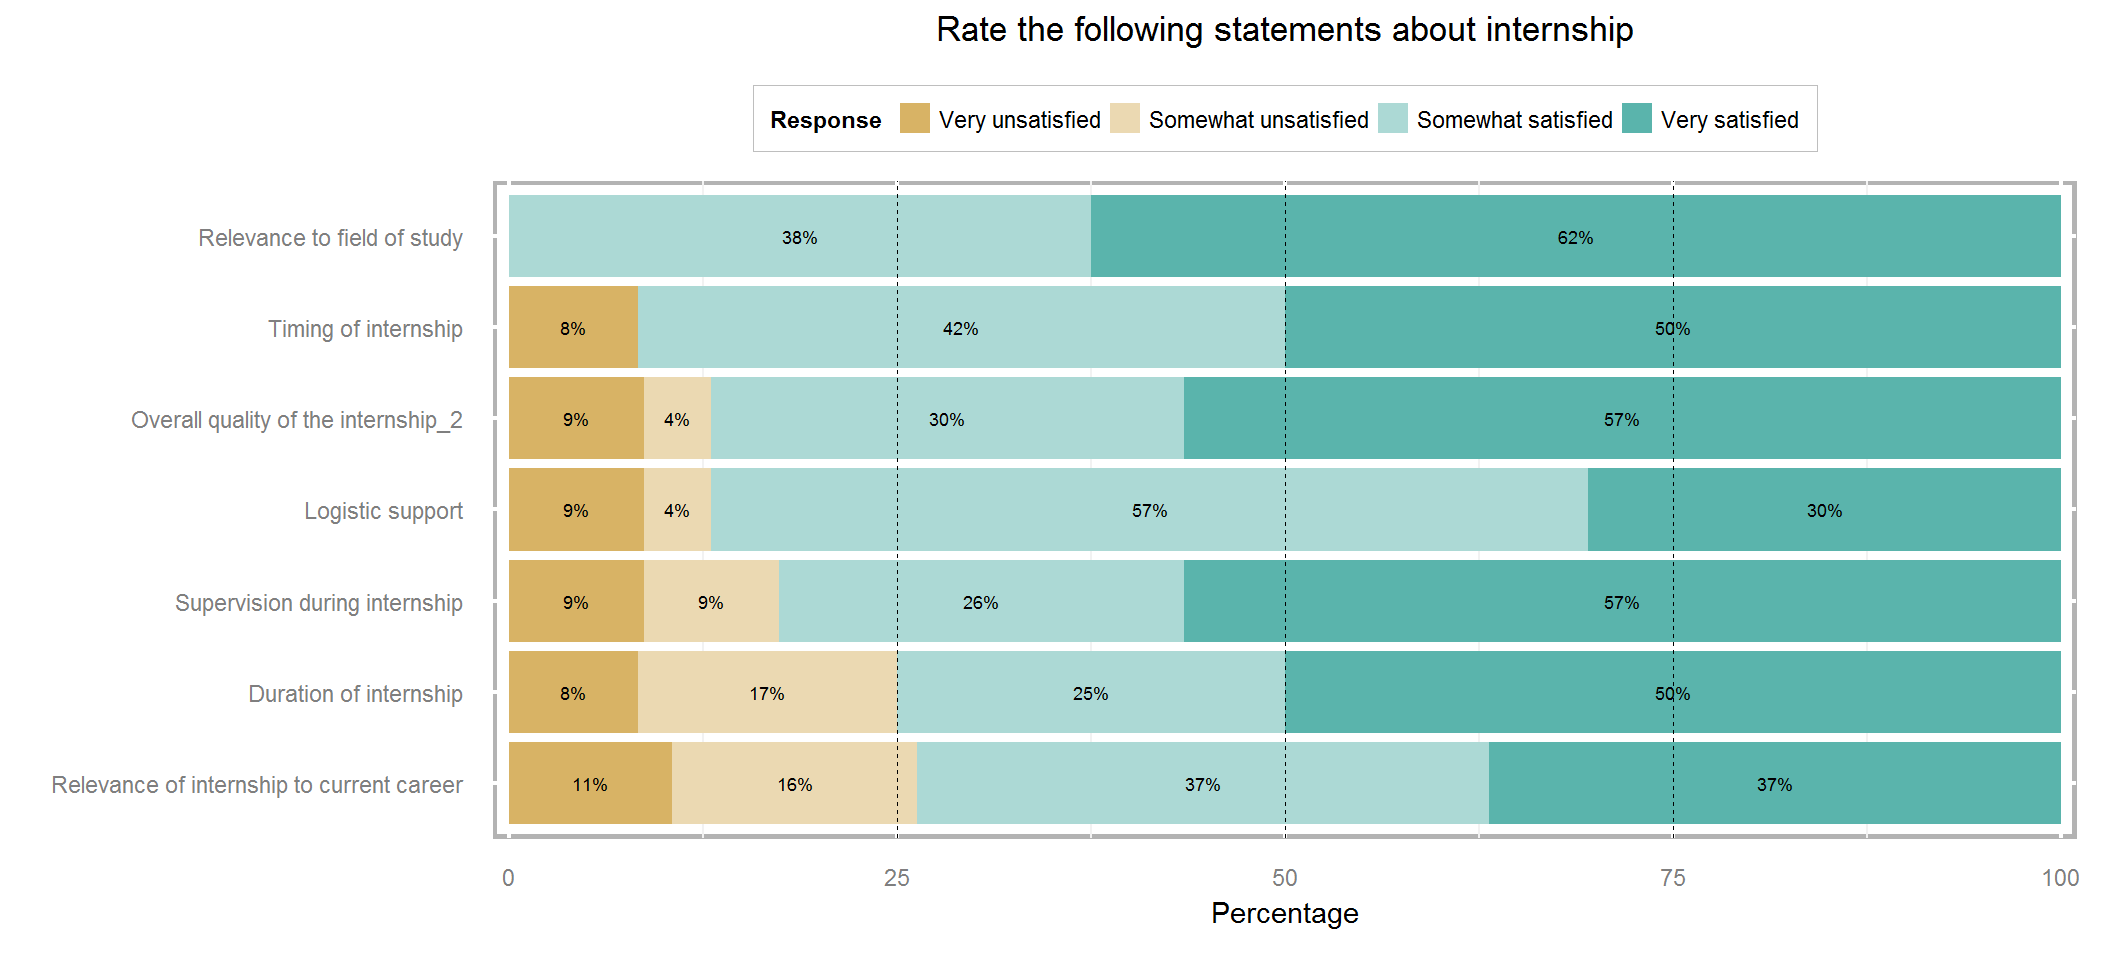 Rate the following statements about internship
Response Very unsatisfied Somewhat unsatisfied Somewhat satisfied Very satisfied
Relevance to field of study 38% 62%
Timing of internship 8% 42% 50%
Overall quality of the internship_2 9% 4% 30% 57%
Logistic support 9% 4% 57% 30%
Supervision during internship 9% 9% 26% 57%
Duration of internship 8% 17% 25% 50%
Relevance of internship to current career 11% 16% 37% 37%
0 25 50 75 100
Percentage